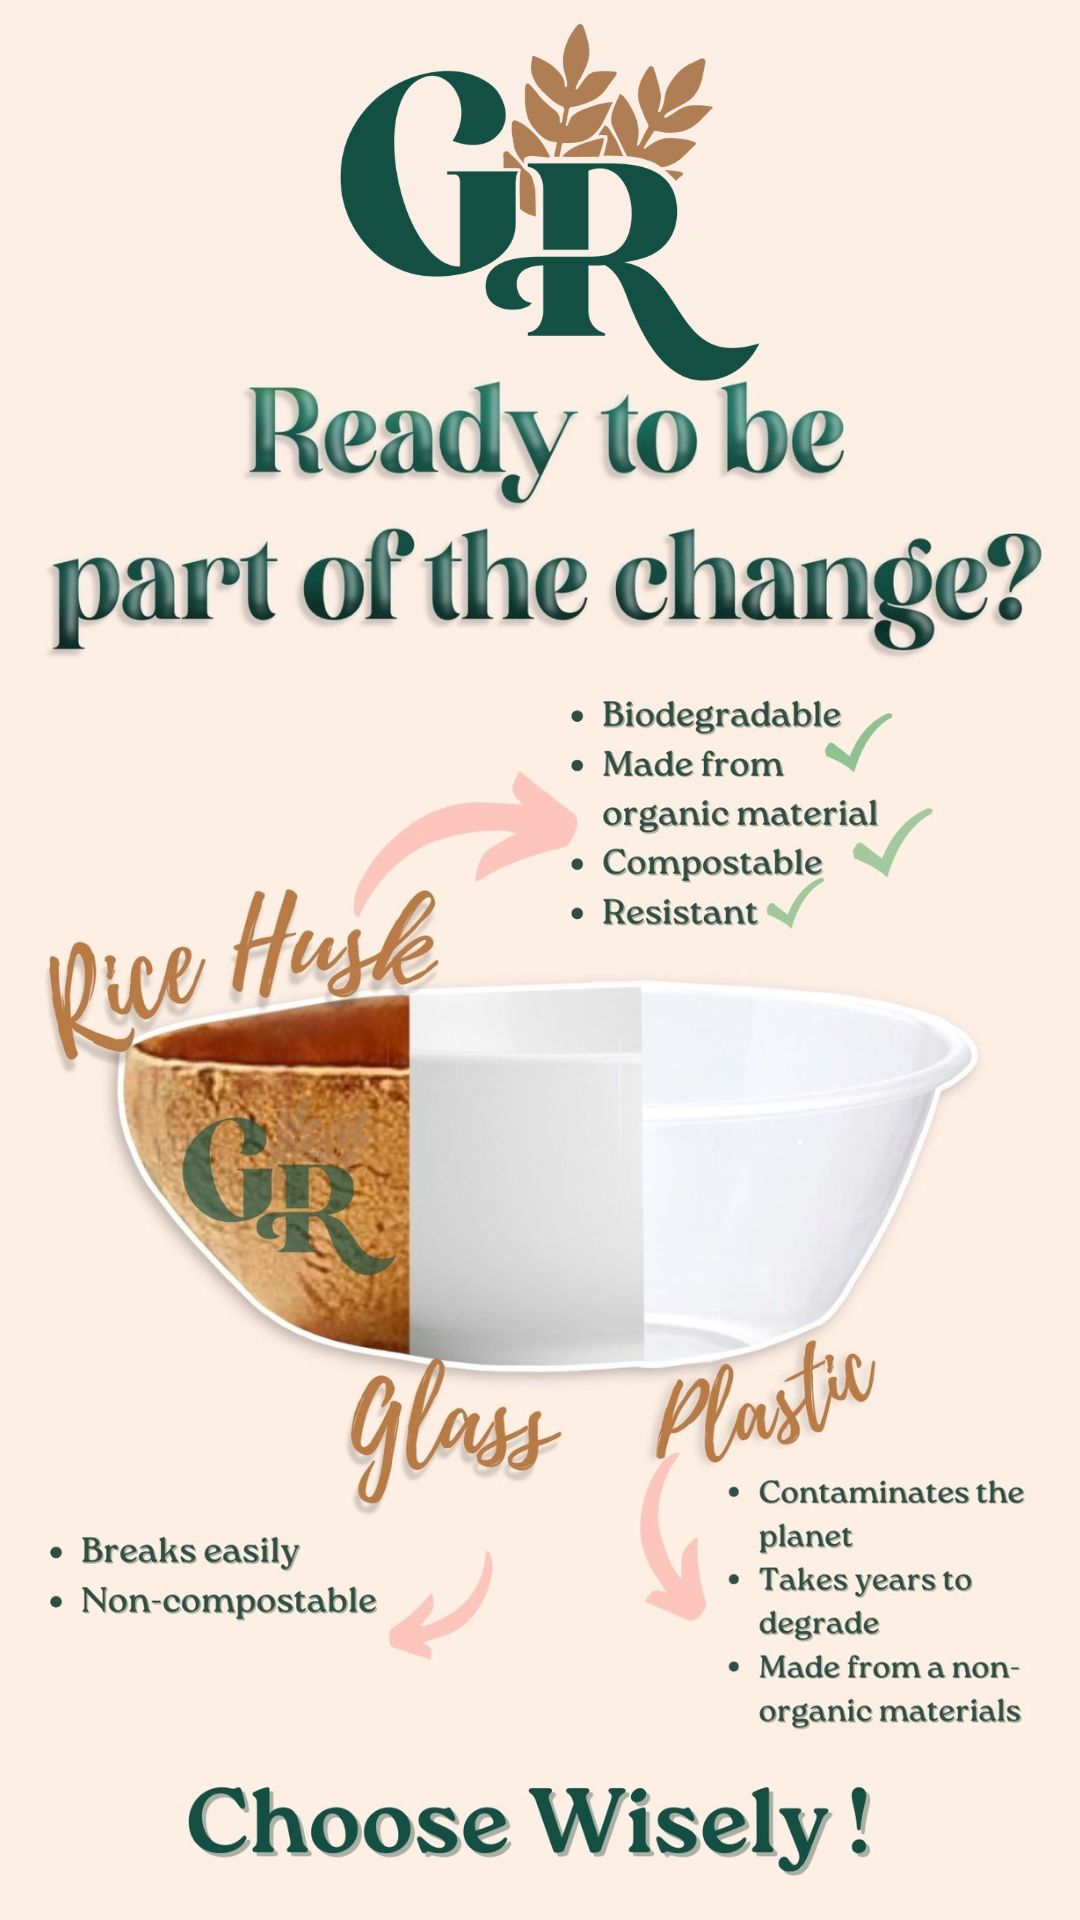 GR
Ready to be
part of the change?
• Biodegradable
• Made from
organic material
• Compostable
• Resistant
Rice Husk
GR
Glass
Plastic
• Breaks easily
• Non-compostable
• Contaminates the
planet
• Takes years to
degrade
• Made from a non-
organic materials
Choose Wisely !